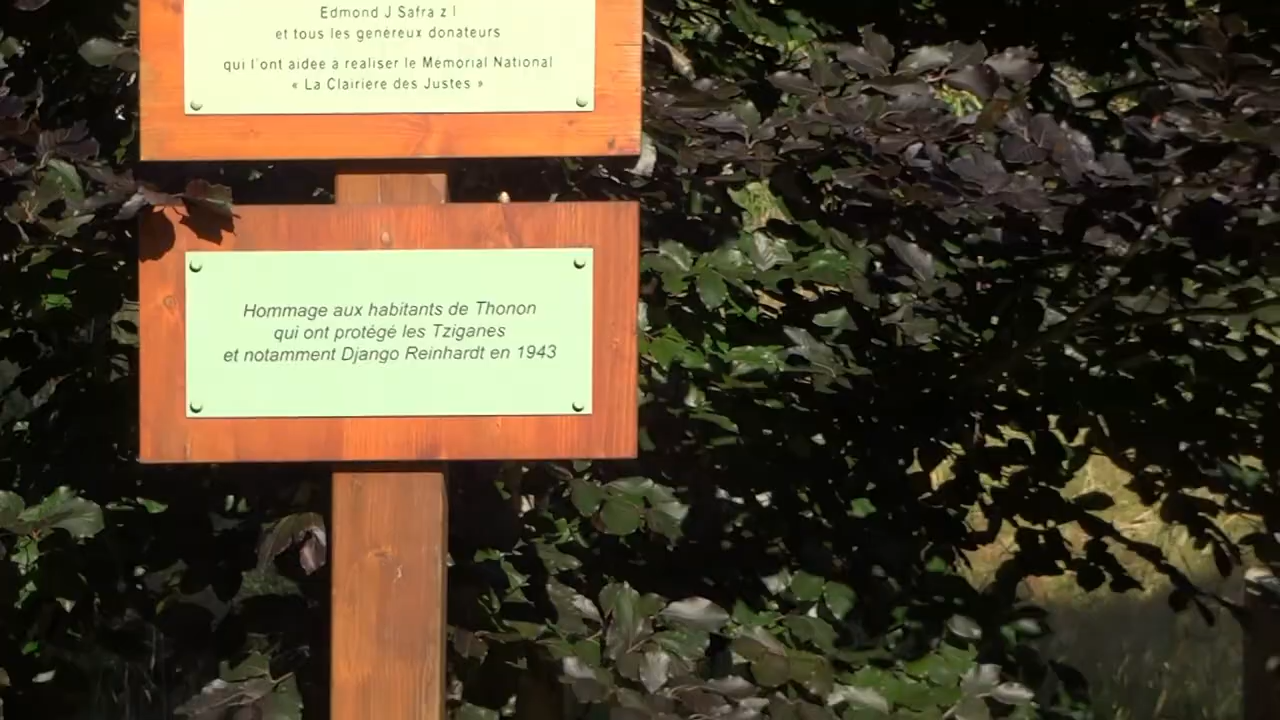 Edmond J Safra z l
et tous les genéreux donateurs
qui l'ont aidee a realiser le Memorial National
« La Clairiere des Justes »
Hommage aux habitants de Thonon
qui ont protégé les Tziganes
et notamment Django Reinhardt en 1943